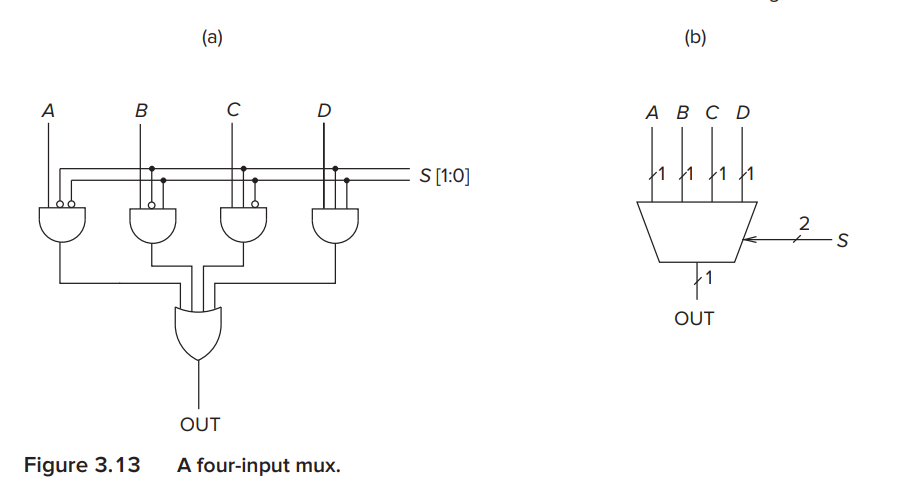 (a) (b)
A B C D
S [1:0]
OUT
A B C D
1 1 1 1
2
S
1
OUT
Figure 3.13 A four-input mux.